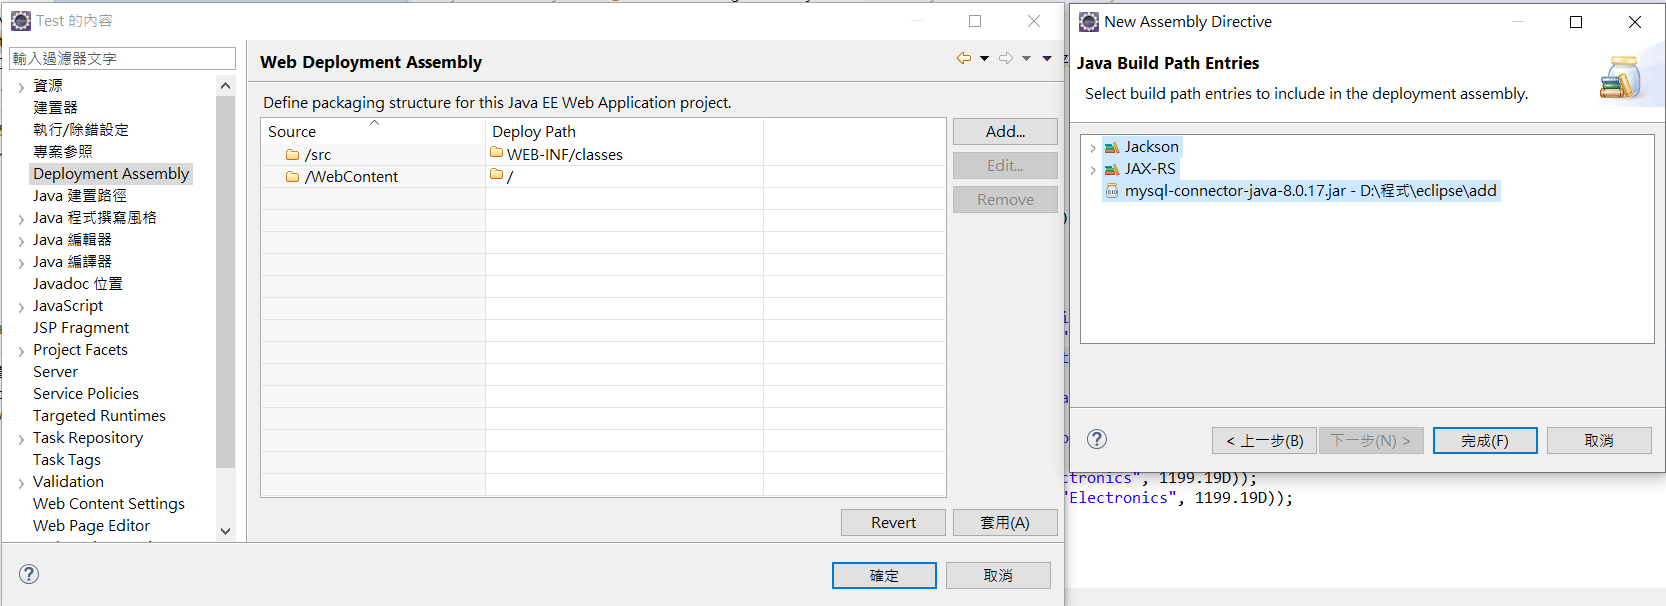 Test 的內容
輸入過濾器文字
資源
建置器
執行/除錯設定
專案參照
Deployment Assembly
Java 建置路徑
Java 程式撰寫風格
Java 編輯器
Java 編譯器
Javadoc 位置
JavaScript
JSP Fragment
Project Facets
Server
Service Policies
Targeted Runtimes
Task Repository
Task Tags
Validation
Web Content Settings
Web Page Editor
Web Deployment Assembly
Define packaging structure for this Java EE Web Application project.
Source Deploy Path
/src WEB-INF/classes
/WebContent /
Add...
Edit...
Remove
Revert 套用(A)
確定 取消
New Assembly Directive
Java Build Path Entries
Select build path entries to include in the deployment assembly.
Jackson
JAX-RS
mysql-connector-java-8.0.17.jar - D:\程式\eclipse\add
< 上一步(B) 下一步(N) > 完成(F) 取消
ctronics", 1199.19D));
"Electronics", 1199.19D));